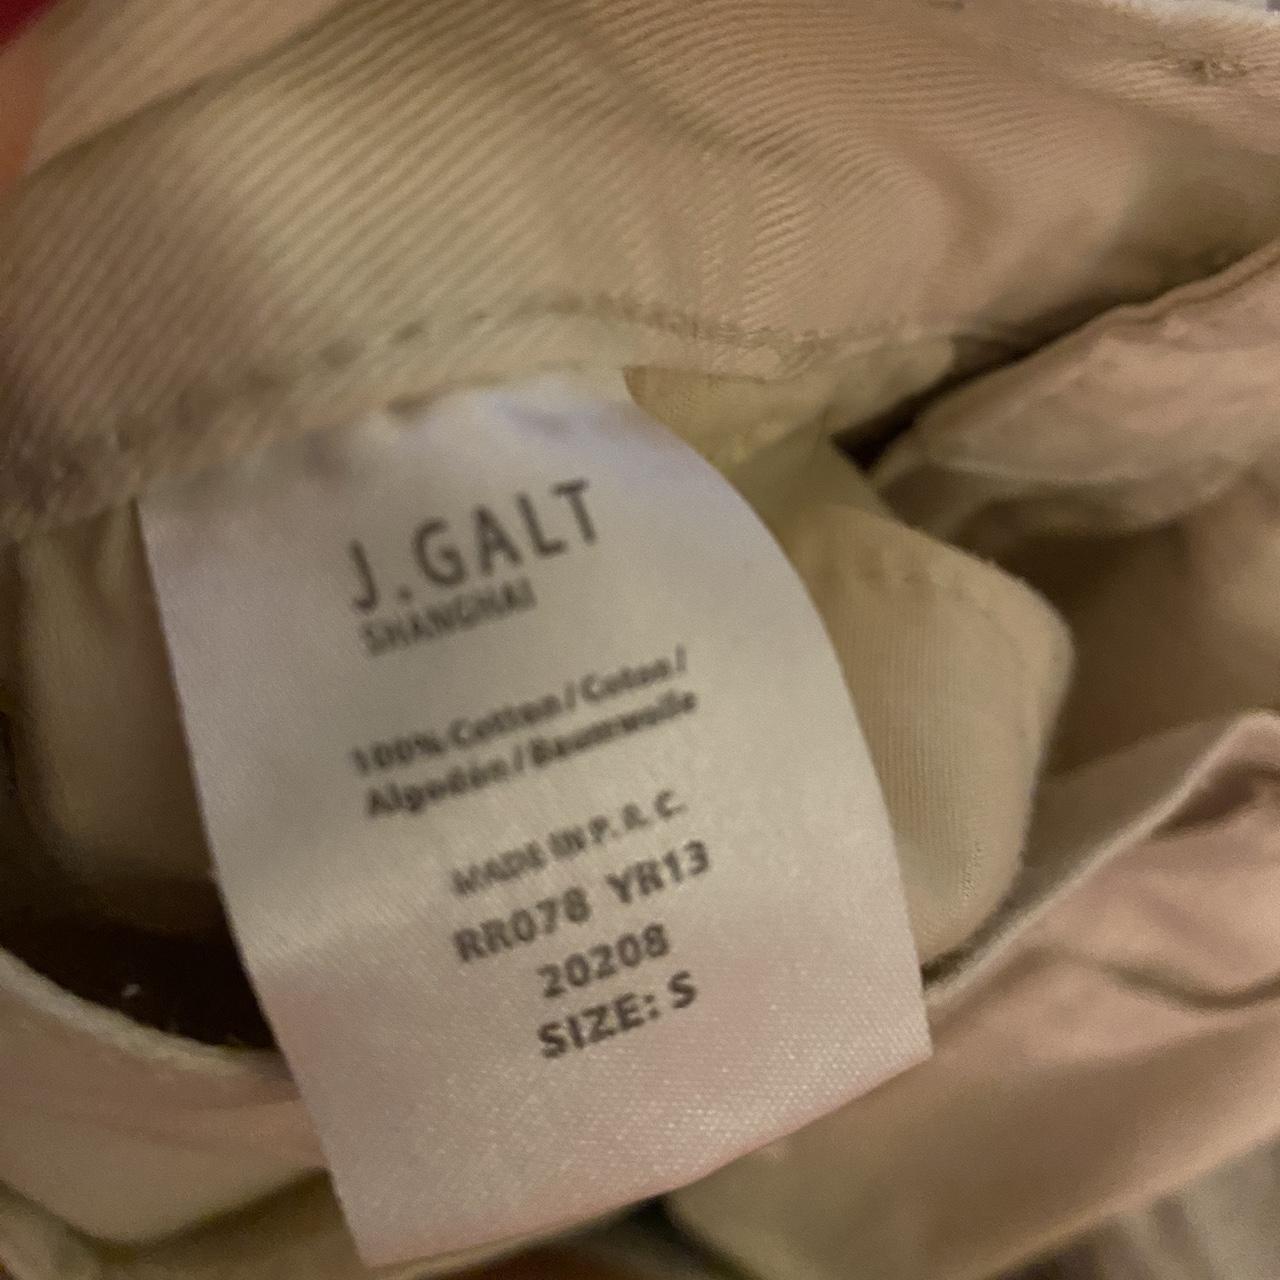 J.GALT
SHANGHAI
100% Cotton / Coton /
Algodón / Baumwolle
MADE IN P. R. C.
RR078 YR13
20208
SIZE: S